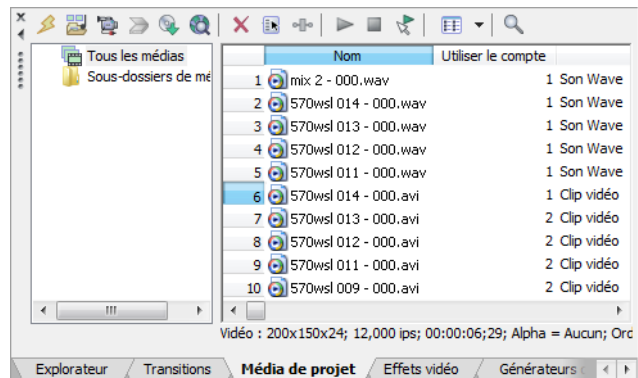 Tous les médias
Sous-dossiers de mé
Nom Utiliser le compte
1 mix 2 - 000.wav 1 Son Wave
2 570wsl 014 - 000.wav 1 Son Wave
3 570wsl 013 - 000.wav 1 Son Wave
4 570wsl 012 - 000.wav 1 Son Wave
5 570wsl 011 - 000.wav 1 Son Wave
6 570wsl 014 - 000.avi 1 Clip vidéo
7 570wsl 013 - 000.avi 2 Clip vidéo
8 570wsl 012 - 000.avi 2 Clip vidéo
9 570wsl 011 - 000.avi 2 Clip vidéo
10 570wsl 009 - 000.avi 2 Clip vidéo
Vidéo : 200x150x24; 12,000 ips; 00:00:06;29; Alpha = Aucun; Ord
Explorateur Transitions Média de projet Effets vidéo Générateurs